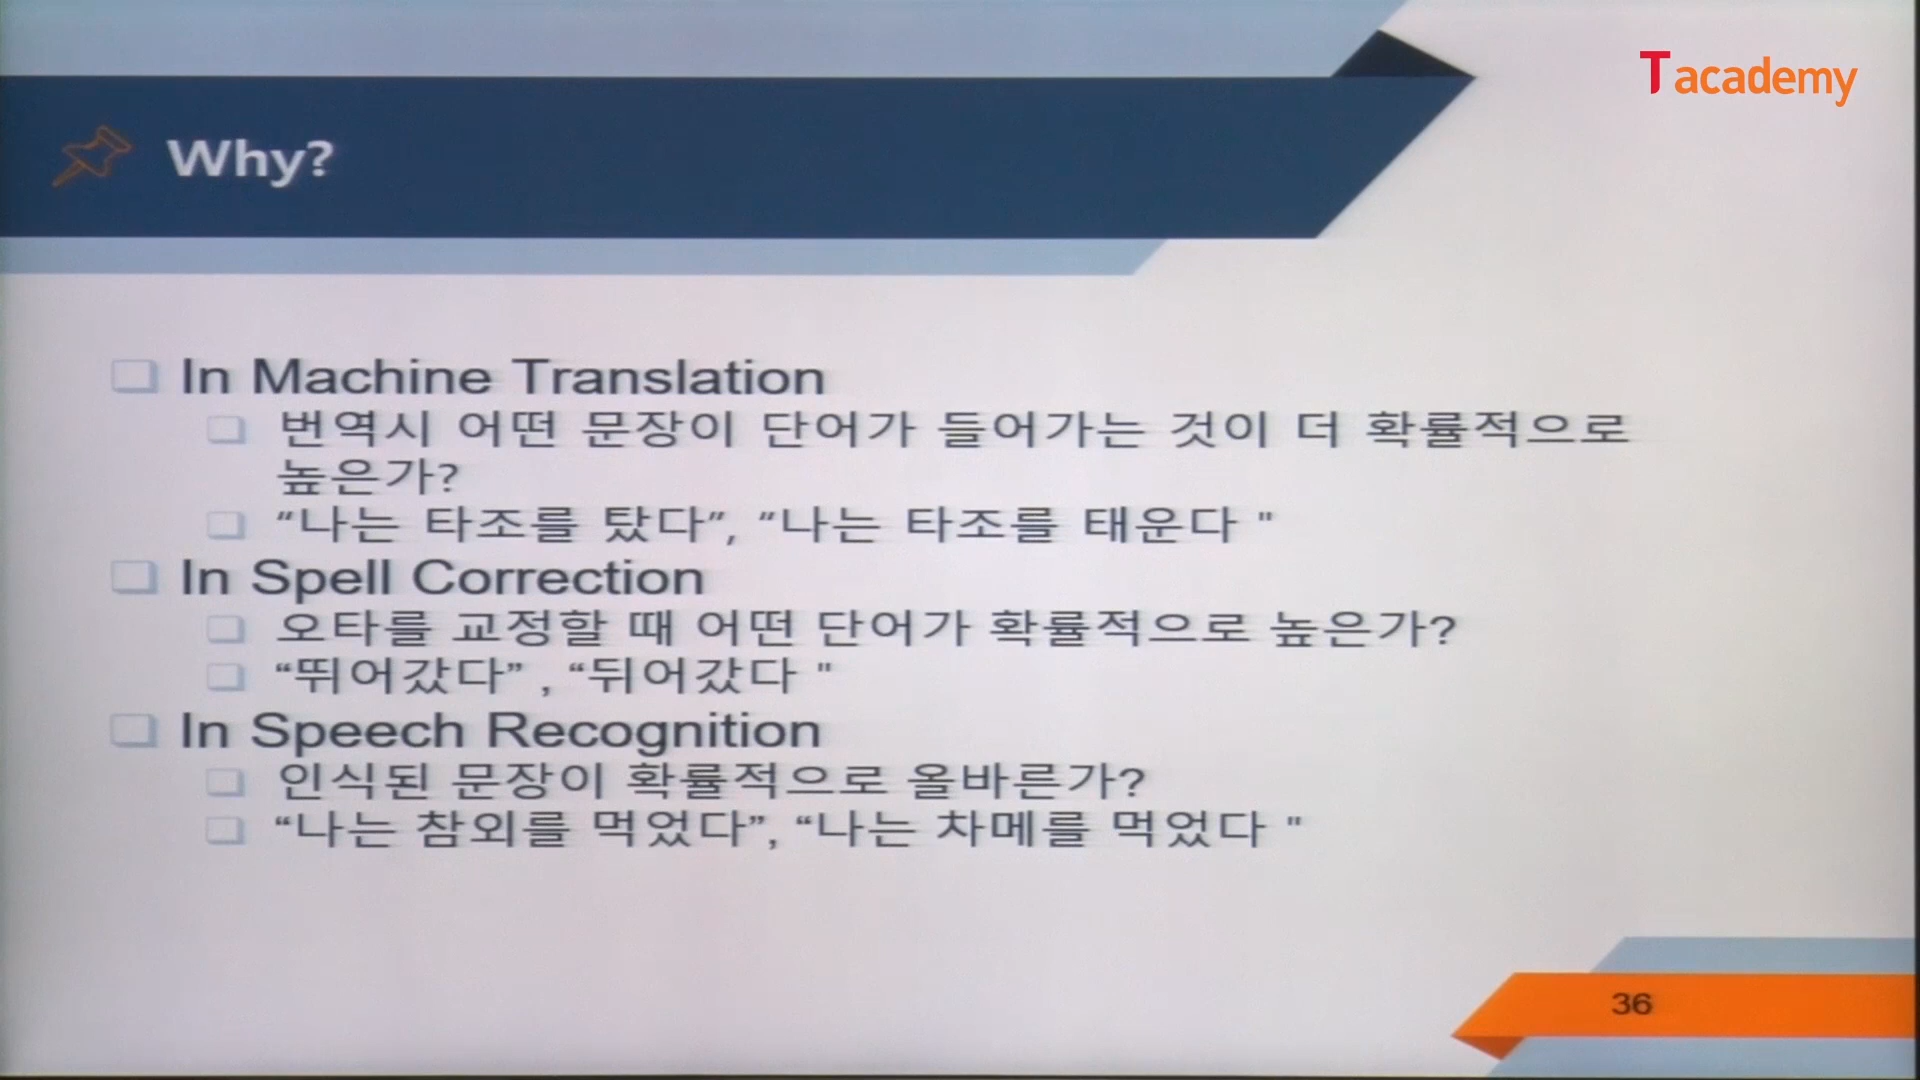 T academy
Why?
In Machine Translation
번역시 어떤 문장이 단어가 들어가는 것이 더 확률적으로
높은가?
“나는 타조를 탔다”, “나는 타조를 태운다 "
In Spell Correction
오타를 교정할 때 어떤 단어가 확률적으로 높은가?
“뛰어갔다” , “뒤어갔다 "
In Speech Recognition
인식된 문장이 확률적으로 올바른가?
“나는 참외를 먹었다”, “나는 차메를 먹었다 "
36